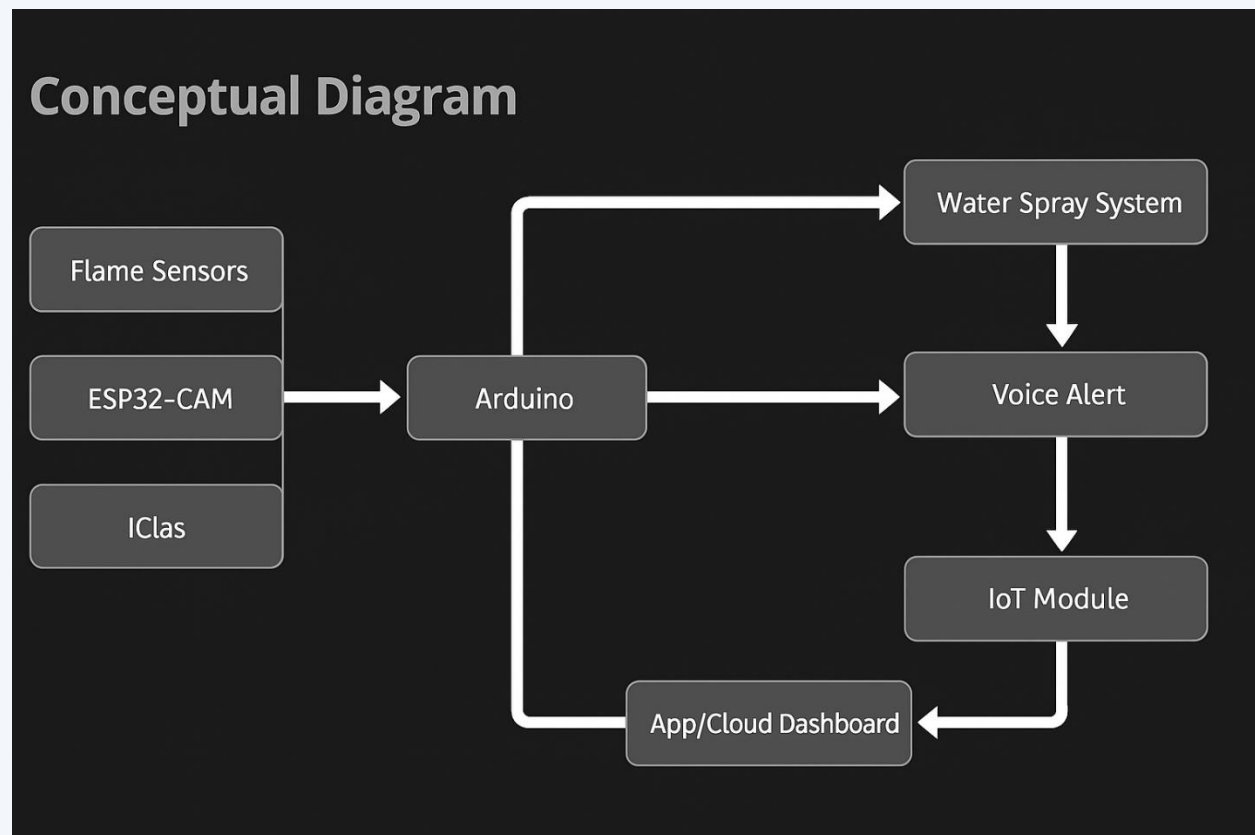 Conceptual Diagram
Flame Sensors
ESP32-CAM
IClas
Arduino
Water Spray System
Voice Alert
IoT Module
App/Cloud Dashboard